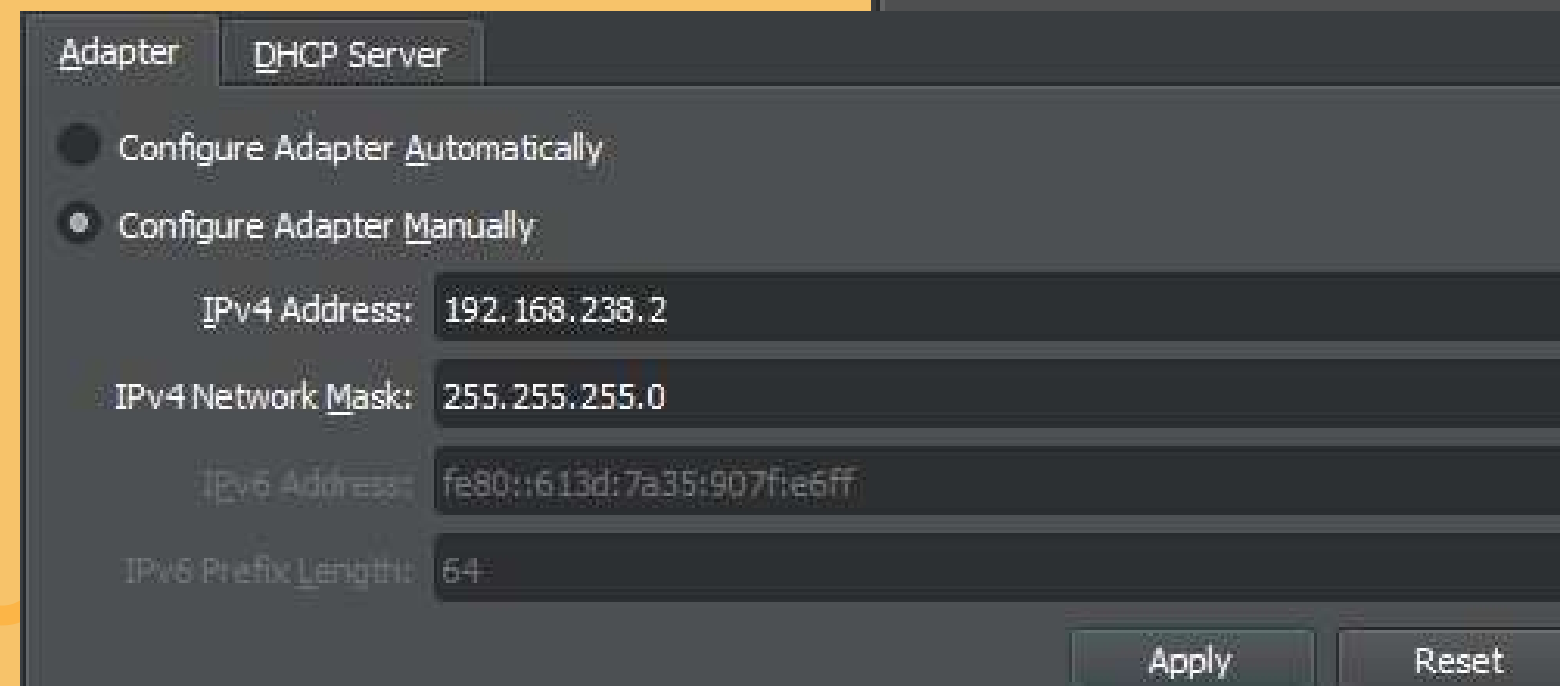 Adapter DHCP Server
Configure Adapter Automatically
Configure Adapter Manually
IPv4 Address: 192.168.238.2
IPv4 Network Mask: 255.255.255.0
IPv6 Address: fe80::613d:7a35:907f:e6ff
IPv6 Prefix Length: 64
Apply Reset